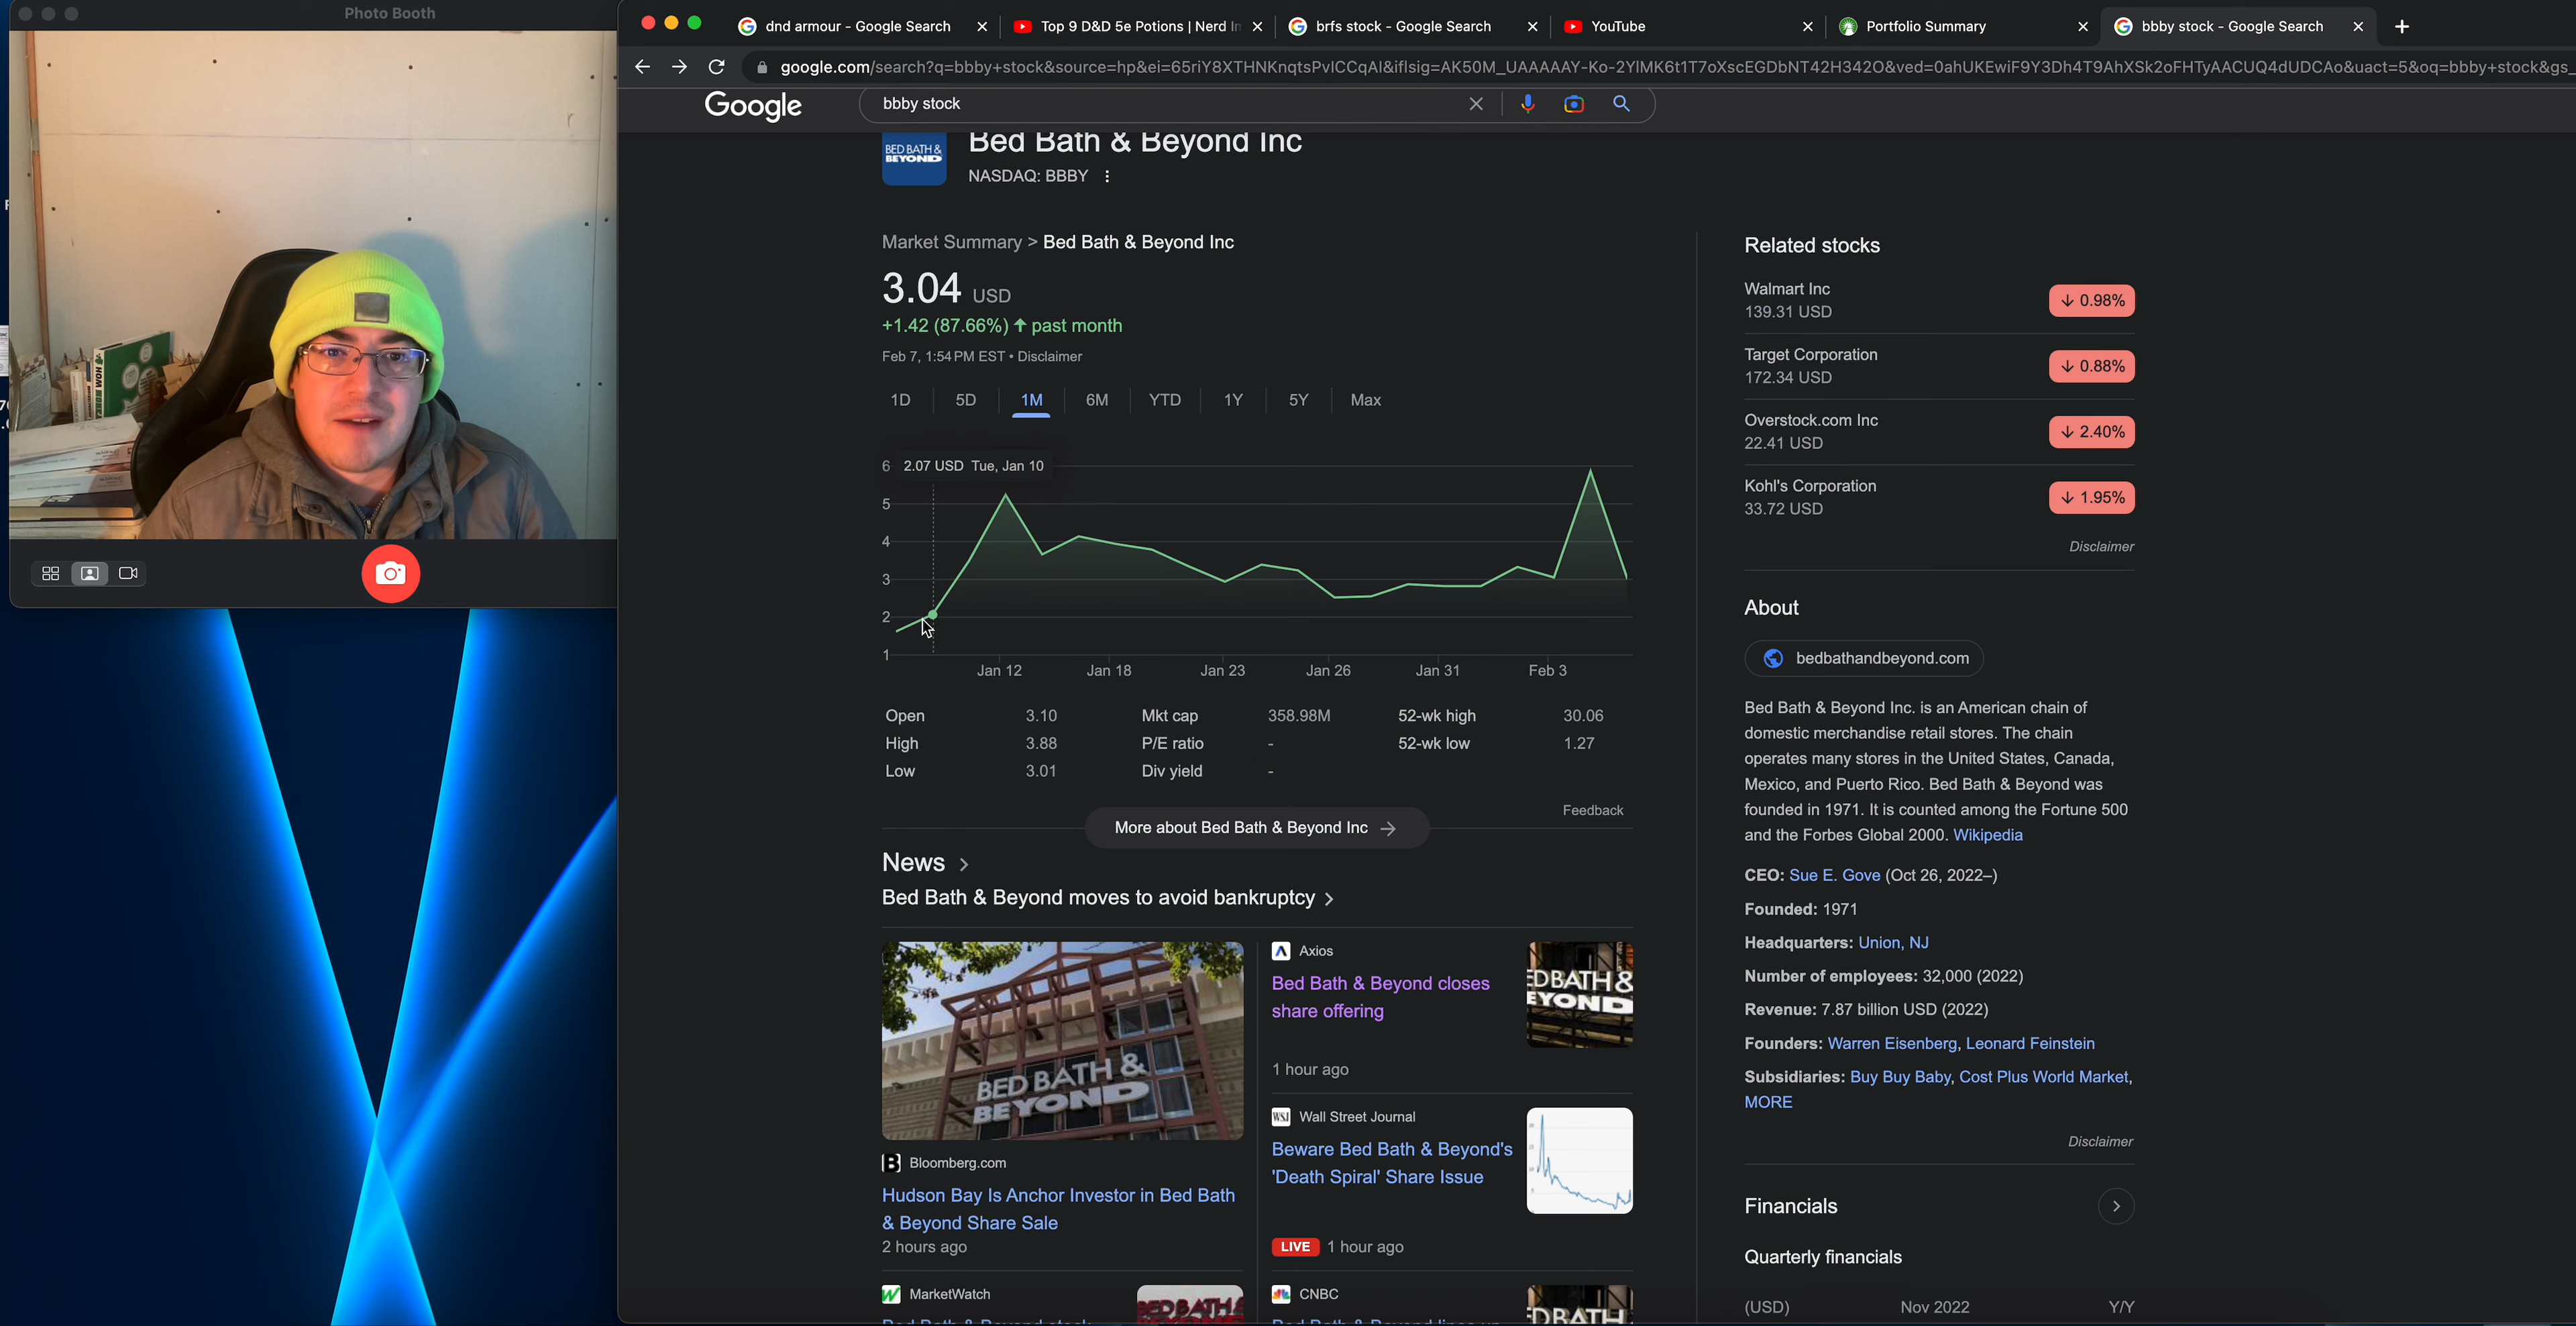 Photo Booth
dnd armour - Google Search
Top 9 D&D 5e Potions | Nerd Im
brfs stock - Google Search
YouTube
Portfolio Summary
bbby stock - Google Search
google.com/search?q=bbby+stock&source=hp&ei=65riY8XTHNKnqtsPvICCqAI&iflsig=AK50M_UAAAAAY-Ko-2YlMK6t1T7oXscEGDbNT42H342O&ved=0ahUKEwiF9Y3Dh4T9AhXSk2oFHTyAACUQ4dUDCAo&uact=5&oq=bbby+stock&gs_
Google
bbby stock
BED BATH &
BEYOND
Bed Bath & Beyond Inc
NASDAQ: BBBY
Market Summary > Bed Bath & Beyond Inc
3.04 USD
+1.42 (87.66%) ↑ past month
Feb 7, 1:54 PM EST • Disclaimer
1D 5D 1M 6M YTD 1Y 5Y Max
6
2.07 USD Tue, Jan 10
5
4
3
2
1
Jan 12 Jan 18 Jan 23 Jan 26 Jan 31 Feb 3
Open 3.10 Mkt cap 358.98M 52-wk high 30.06
High 3.88 P/E ratio - 52-wk low 1.27
Low 3.01 Div yield -
Feedback
More about Bed Bath & Beyond Inc →
News >
Bed Bath & Beyond moves to avoid bankruptcy >
BED BATH &
BEYOND
Bloomberg.com
Hudson Bay Is Anchor Investor in Bed Bath
& Beyond Share Sale
2 hours ago
MarketWatch
Axios
Bed Bath & Beyond closes
share offering
1 hour ago
WSJ Wall Street Journal
Beware Bed Bath & Beyond's
'Death Spiral' Share Issue
LIVE 1 hour ago
CNBC
Related stocks
Walmart Inc
139.31 USD
↓ 0.98%
Target Corporation
172.34 USD
↓ 0.88%
Overstock.com Inc
22.41 USD
↓ 2.40%
Kohl's Corporation
33.72 USD
↓ 1.95%
Disclaimer
About
bedbathandbeyond.com
Bed Bath & Beyond Inc. is an American chain of
domestic merchandise retail stores. The chain
operates many stores in the United States, Canada,
Mexico, and Puerto Rico. Bed Bath & Beyond was
founded in 1971. It is counted among the Fortune 500
and the Forbes Global 2000. Wikipedia
CEO: Sue E. Gove (Oct 26, 2022–)
Founded: 1971
Headquarters: Union, NJ
Number of employees: 32,000 (2022)
Revenue: 7.87 billion USD (2022)
Founders: Warren Eisenberg, Leonard Feinstein
Subsidiaries: Buy Buy Baby, Cost Plus World Market,
MORE
Disclaimer
Financials
Quarterly financials
(USD) Nov 2022 Y/Y